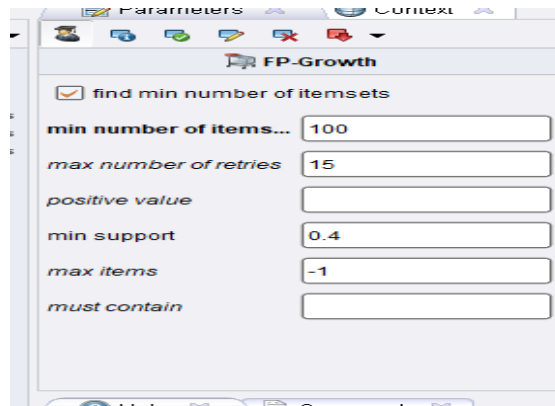 Parameters Context
FP-Growth
find min number of itemsets
min number of items... 100
max number of retries 15
positive value
min support 0.4
max items -1
must contain